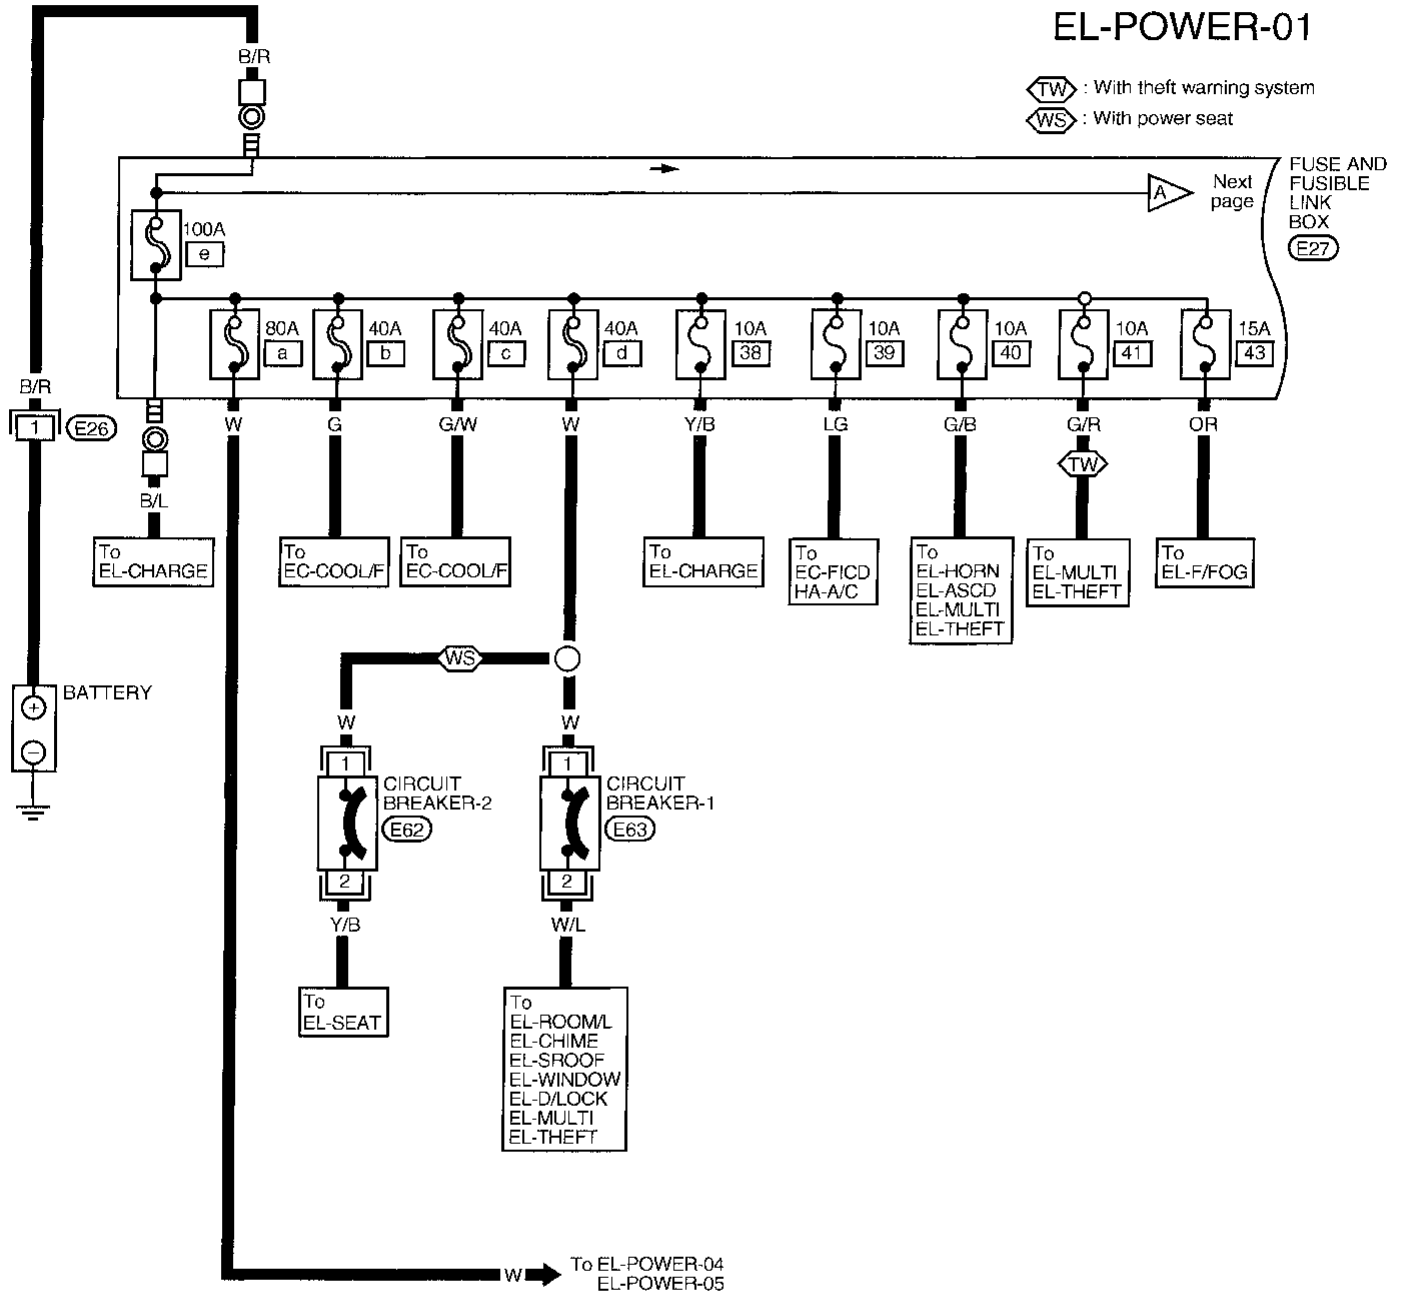 EL-POWER-01
TW : With theft warning system
WS : With power seat
B/R
FUSE AND
FUSIBLE
LINK
BOX
E27
A
Next
page
100A
e
80A
a
40A
b
40A
c
40A
d
10A
38
10A
39
10A
40
10A
41
15A
43
B/R
1
E26
W
G
G/W
W
Y/B
LG
G/B
G/R
OR
TW
B/L
To
EL-CHARGE
To
EC-COOL/F
To
EC-COOL/F
To
EL-CHARGE
To
EC-FICD
HA-A/C
To
EL-HORN
EL-ASCD
EL-MULTI
EL-THEFT
To
EL-MULTI
EL-THEFT
To
EL-F/FOG
WS
BATTERY
+
−
W
W
1
CIRCUIT
BREAKER-2
E62
2
1
CIRCUIT
BREAKER-1
E63
2
Y/B
W/L
To
EL-SEAT
To
EL-ROOM/L
EL-CHIME
EL-SROOF
EL-WINDOW
EL-D/LOCK
EL-MULTI
EL-THEFT
W
To EL-POWER-04
EL-POWER-05